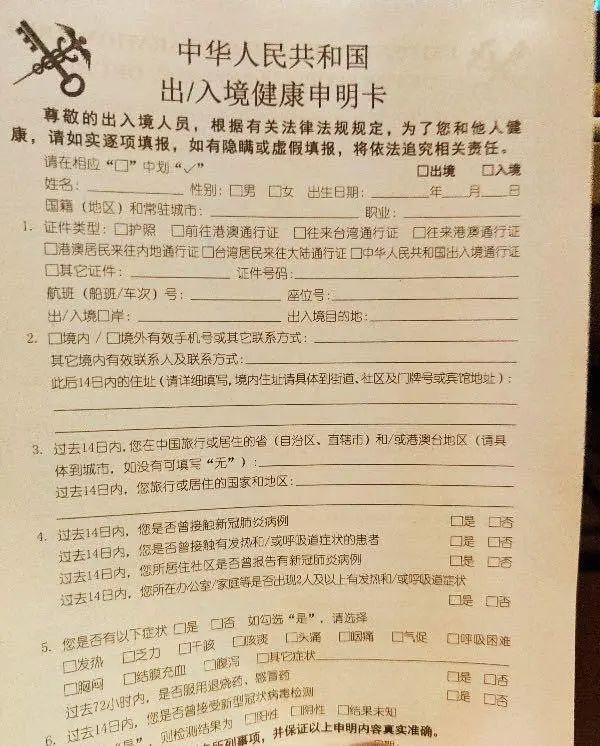 中华人民共和国
出/入境健康申明卡
尊敬的出入境人员，根据有关法律法规规定，为了您和他人健
康，请如实逐项填报，如有隐瞒或虚假填报，将依法追究相关责任。
请在相应“□”中划“✓” □出境 □入境
姓名：____ 性别：□男 □女 出生日期：____年__月__日
国籍（地区）和常驻城市：____ 职业：____
1. 证件类型：□护照 □前往港澳通行证 □往来台湾通行证 □往来港澳通行证
□港澳居民来往内地通行证 □台湾居民来往大陆通行证 □中华人民共和国出入境通行证
□其它证件：____ 证件号码：____
航班（船班/车次）号：____ 座位号：____
出/入境口岸：____ 出入境目的地：____
2. □境内 / □境外有效手机号或其它联系方式：____
其它境内有效联系人及联系方式：____
此后14日内的住址（请详细填写，境内住址请具体到街道、社区及门牌号或宾馆地址）：
3. 过去14日内，您在中国旅行或居住的省（自治区、直辖市）和/或港澳台地区（请具
体到城市，如没有可填写“无”）：____
过去14日内，您旅行或居住的国家和地区：____
4. 过去14日内，您是否曾接触新冠肺炎病例 □是 □否
过去14日内，您是否曾接触有发热和/或呼吸道症状的患者 □是 □否
过去14日内，您所居住社区是否曾报告有新冠肺炎病例 □是 □否
过去14日内，您所在办公室/家庭等是否出现2人及以上有发热和/或呼吸道症状
□是 □否
5. 您是否有以下症状 □是 □否 如勾选“是”，请选择
□发热 □乏力 □干咳 □咳痰 □头痛 □咽痛 □气促 □呼吸困难
□胸闷 □结膜充血 □腹泻 □其它症状____
过去72小时内，是否服用退烧药、感冒药 □是 □否
6. 过去14日内，您是否曾接受新型冠状病毒检测 □是 □否
“是”，则检测结果为 □阳性 □阴性 □结果未知
所列事项，并保证以上申明内容真实准确。